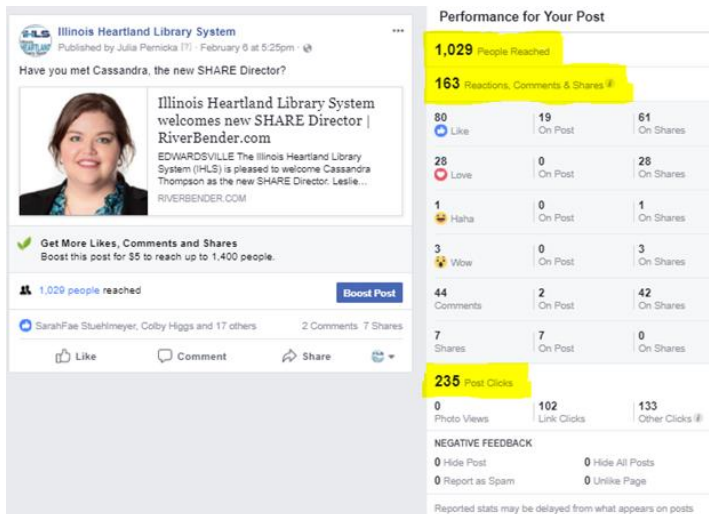 Illinois Heartland Library System
Published by Julia Pernicka [?] · February 6 at 5:25pm ·
Have you met Cassandra, the new SHARE Director?
Illinois Heartland Library System
welcomes new SHARE Director |
RiverBender.com
EDWARDSVILLE The Illinois Heartland Library
System (IHLS) is pleased to welcome Cassandra
Thompson as the new SHARE Director. Leslie...
RIVERBENDER.COM
Get More Likes, Comments and Shares
Boost this post for $5 to reach up to 1,400 people.
1,029 people reached
Boost Post
SarahFae Stuehlmeyer, Colby Higgs and 17 others 2 Comments 7 Shares
Like Comment Share
Performance for Your Post
1,029 People Reached
163 Reactions, Comments & Shares
80 19 61
Like On Post On Shares
28 0 28
Love On Post On Shares
1 0 1
Haha On Post On Shares
3 0 3
Wow On Post On Shares
44 2 42
Comments On Post On Shares
7 7 0
Shares On Post On Shares
235 Post Clicks
0 102 133
Photo Views Link Clicks Other Clicks
NEGATIVE FEEDBACK
0 Hide Post 0 Hide All Posts
0 Report as Spam 0 Unlike Page
Reported stats may be delayed from what appears on posts